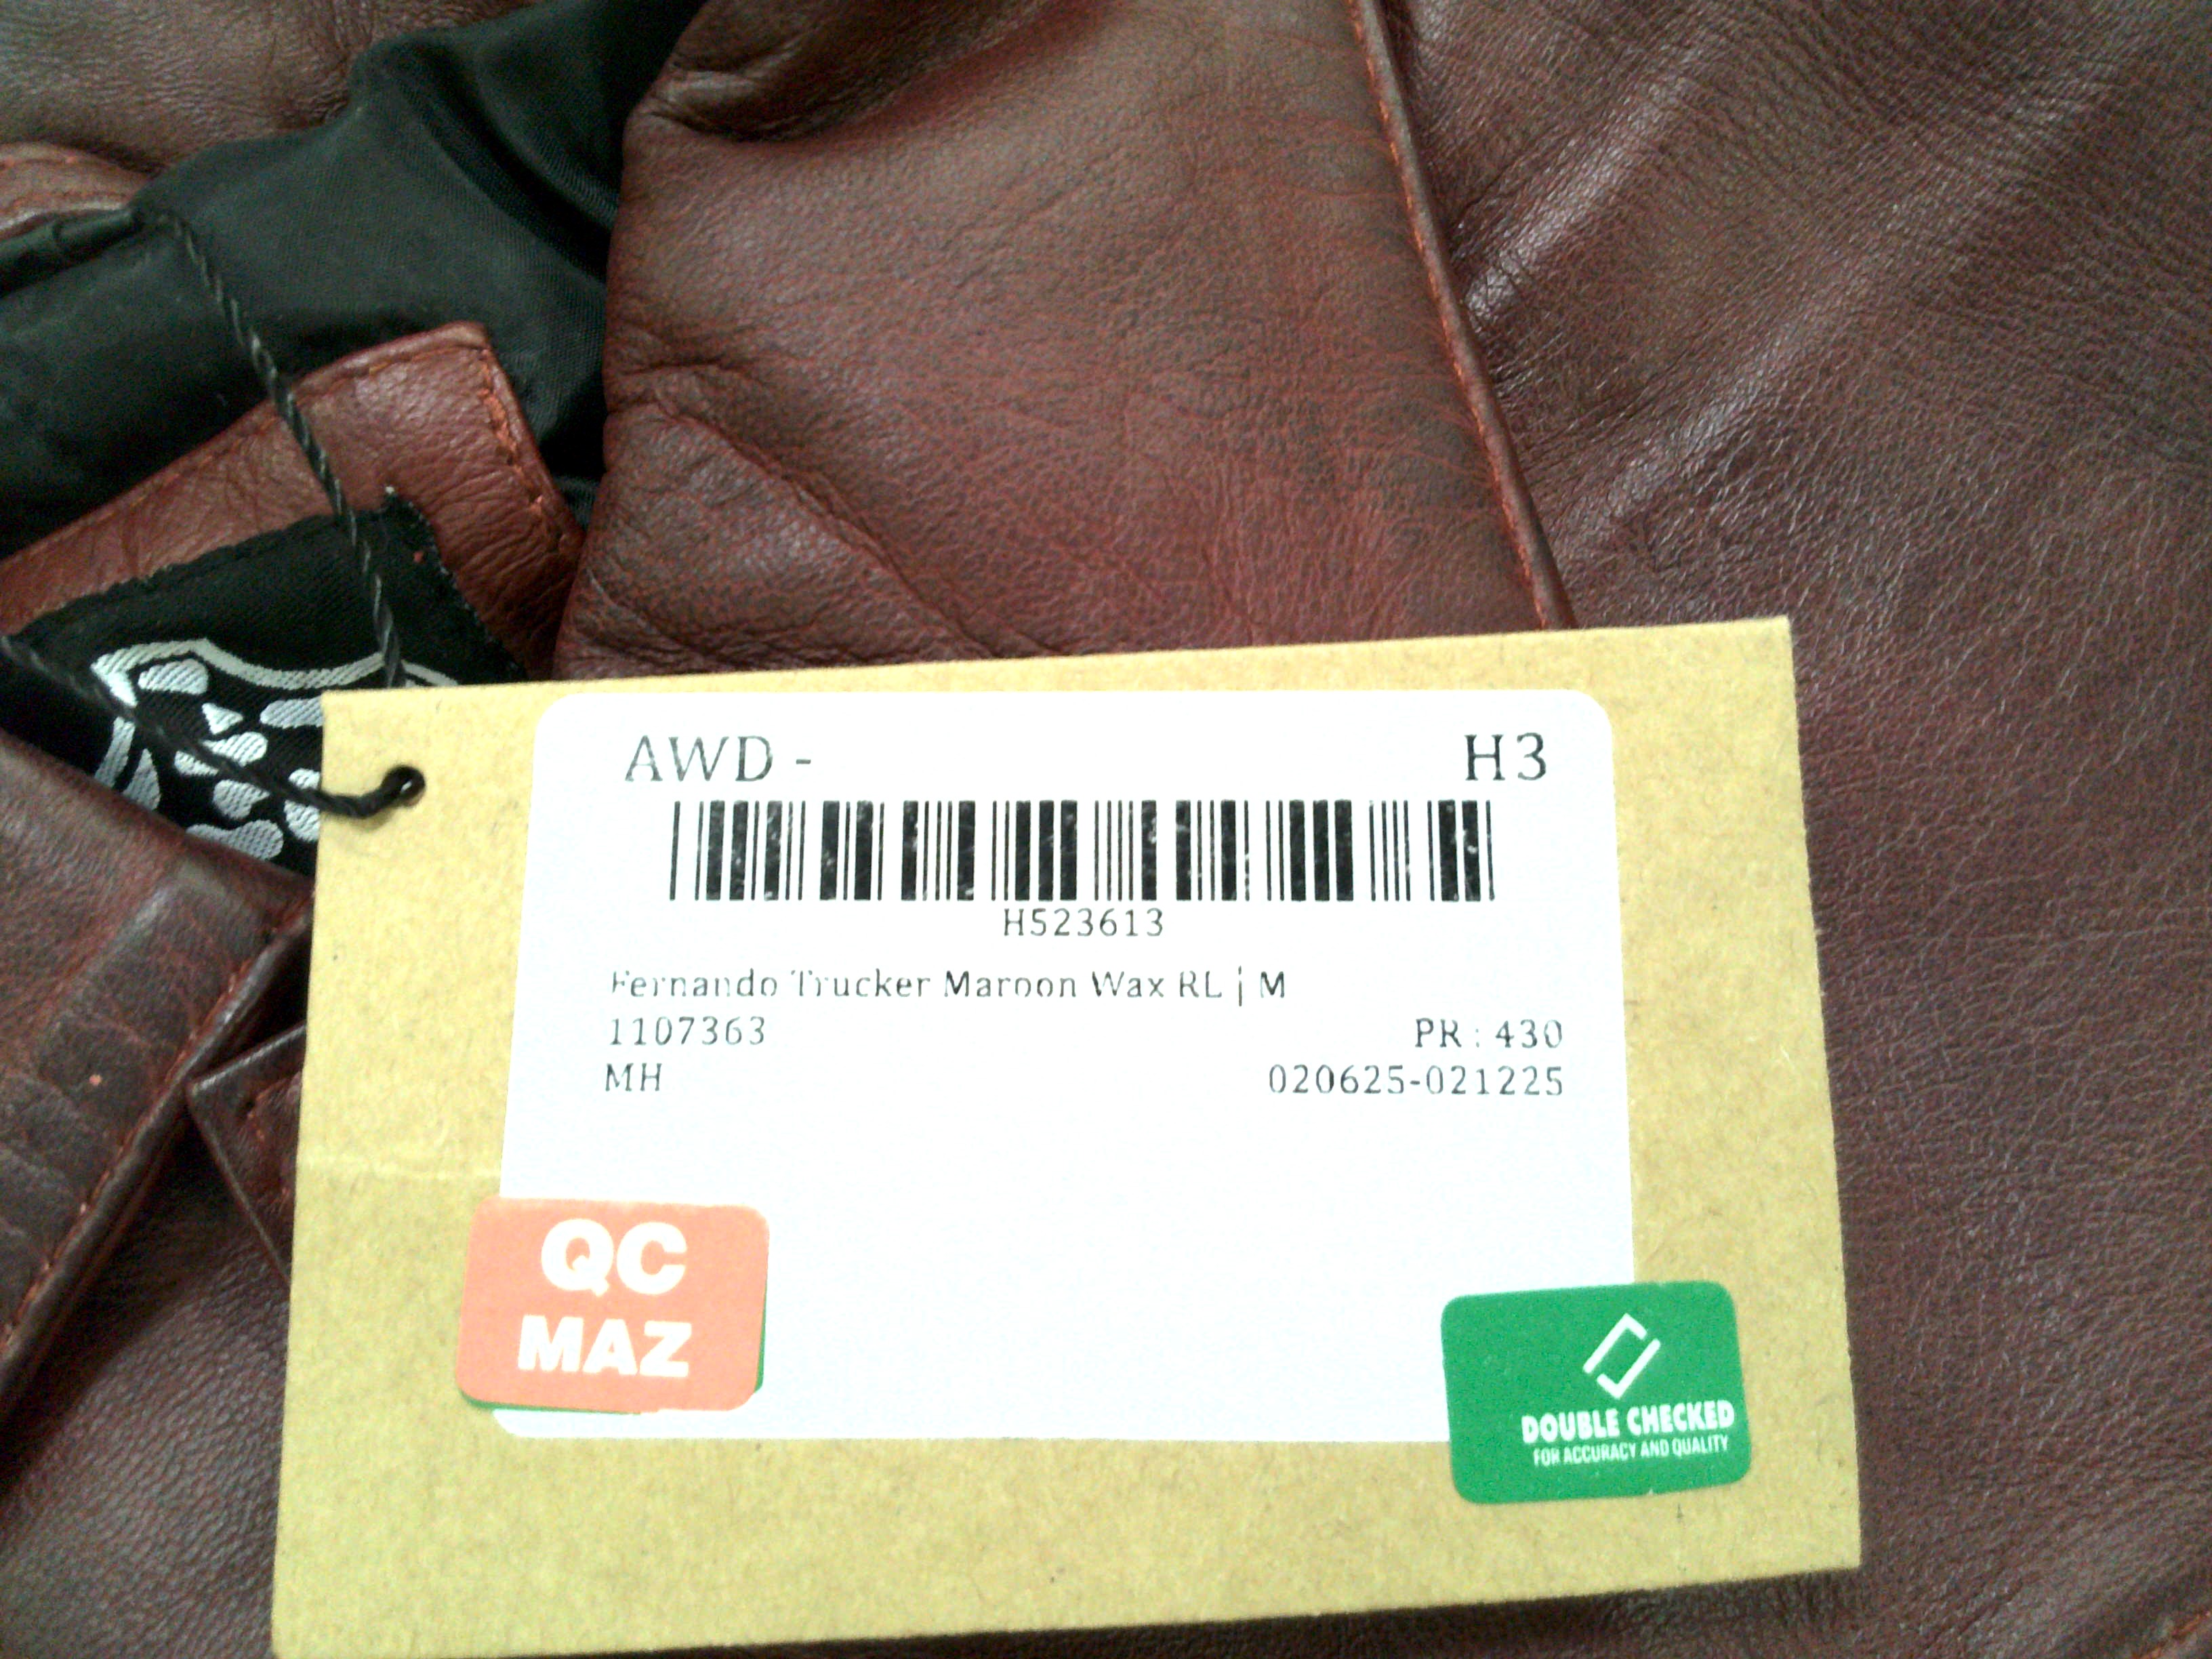 AWD - H3
H523613
Fernando Trucker Maroon Wax RL | M
1107363 PR : 430
MH 020625-021225
QC
MAZ
DOUBLE CHECKED
FOR ACCURACY AND QUALITY